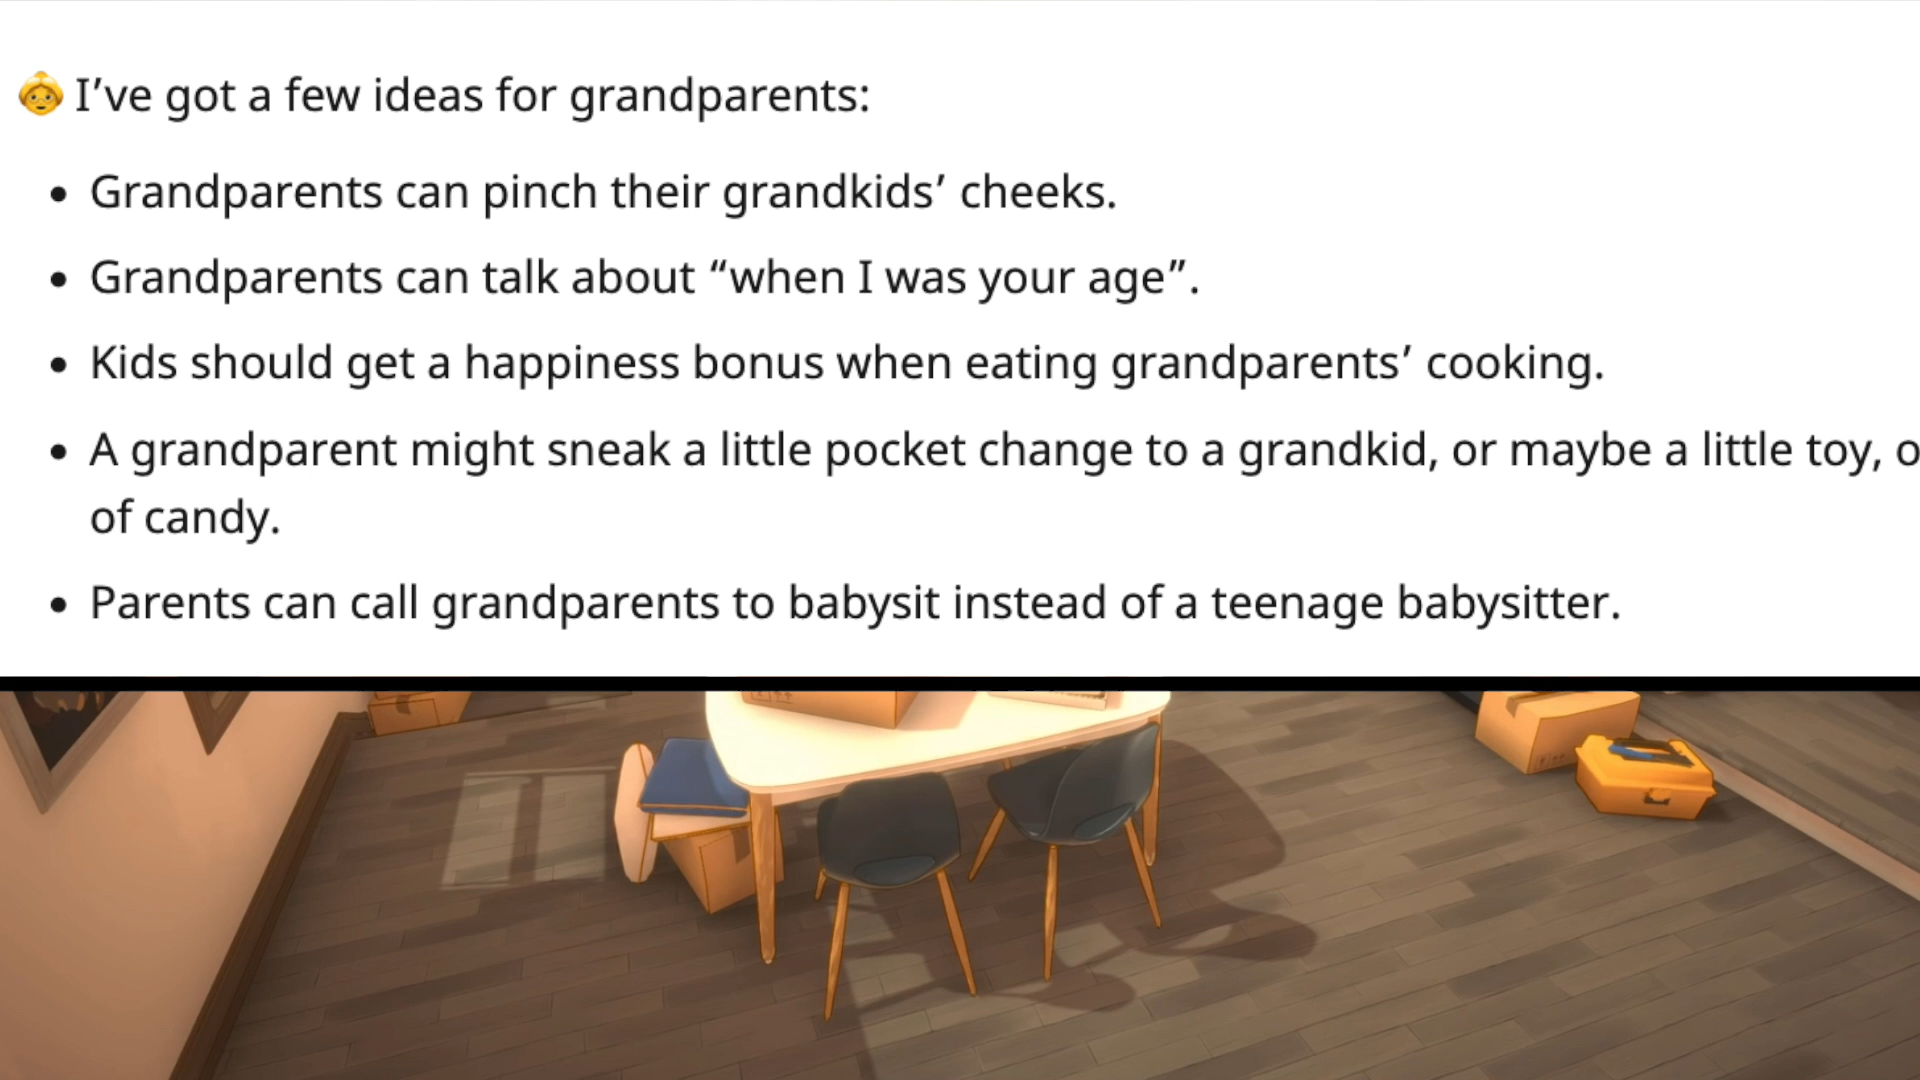 👵 I’ve got a few ideas for grandparents:
• Grandparents can pinch their grandkids’ cheeks.
• Grandparents can talk about “when I was your age”.
• Kids should get a happiness bonus when eating grandparents’ cooking.
• A grandparent might sneak a little pocket change to a grandkid, or maybe a little toy,
of candy.
• Parents can call grandparents to babysit instead of a teenage babysitter.